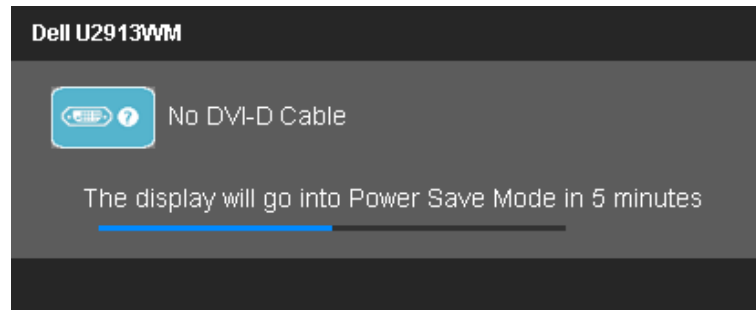 Dell U2913WM
No DVI-D Cable
The display will go into Power Save Mode in 5 minutes